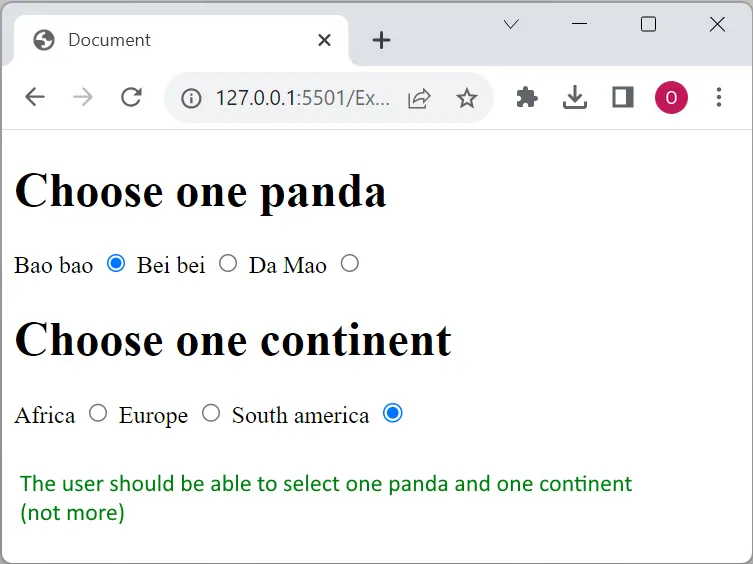 Document
127.0.0.1:5501/Ex...
O
Choose one panda
Bao bao Bei bei Da Mao
Choose one continent
Africa Europe South america
The user should be able to select one panda and one continent
(not more)